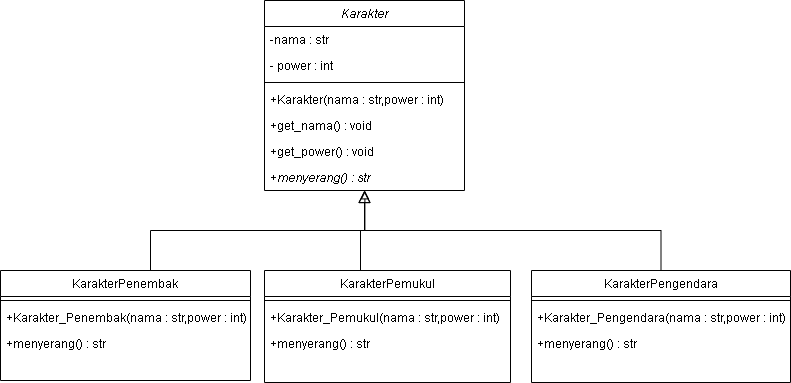 Karakter
-nama : str
- power : int
+Karakter(nama : str,power : int)
+get_nama() : void
+get_power() : void
+menyerang() : str
KarakterPenembak
+Karakter_Penembak(nama : str,power : int)
+menyerang() : str
KarakterPemukul
+Karakter_Pemukul(nama : str,power : int)
+menyerang() : str
KarakterPengendara
+Karakter_Pengendara(nama : str,power : int)
+menyerang() : str